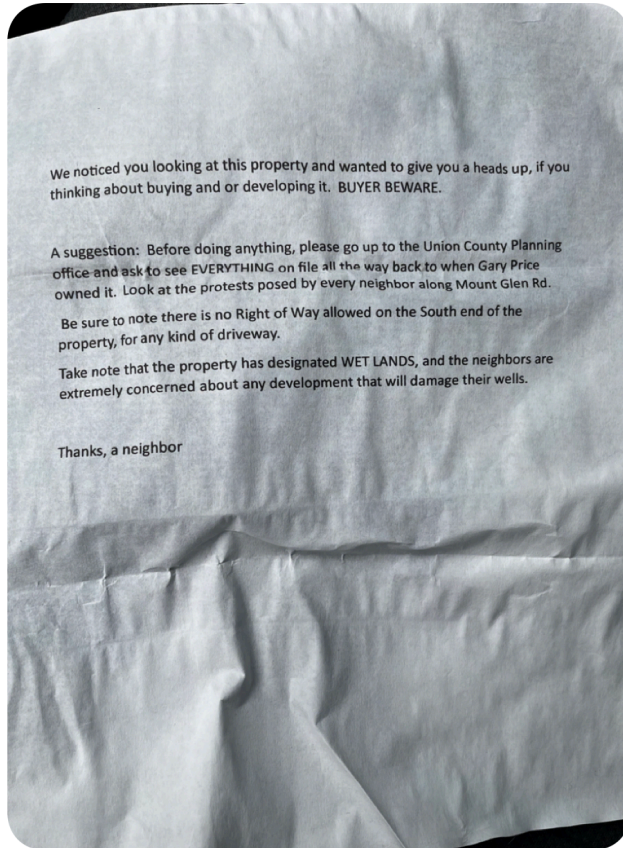 We noticed you looking at this property and wanted to give you a heads up, if you
thinking about buying and or developing it. BUYER BEWARE.
A suggestion: Before doing anything, please go up to the Union County Planning
office and ask to see EVERYTHING on file all the way back to when Gary Price
owned it. Look at the protests posed by every neighbor along Mount Glen Rd.
Be sure to note there is no Right of Way allowed on the South end of the
property, for any kind of driveway.
Take note that the property has designated WET LANDS, and the neighbors are
extremely concerned about any development that will damage their wells.
Thanks, a neighbor